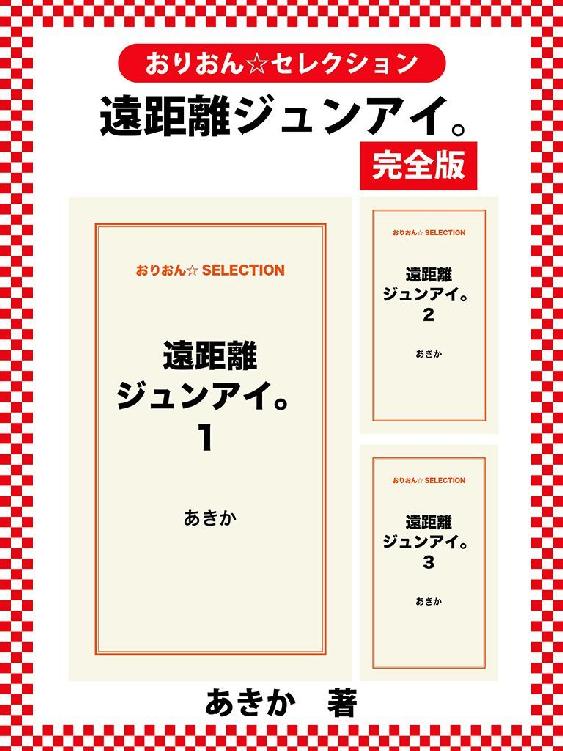 おりおん☆セレクション
遠距離ジュンアイ。
完全版
おりおん☆ SELECTION
遠距離
ジュンアイ。
1
あきか
おりおん☆ SELECTION
遠距離
ジュンアイ。
2
あきか
おりおん☆ SELECTION
遠距離
ジュンアイ。
3
あきか
あきか 著